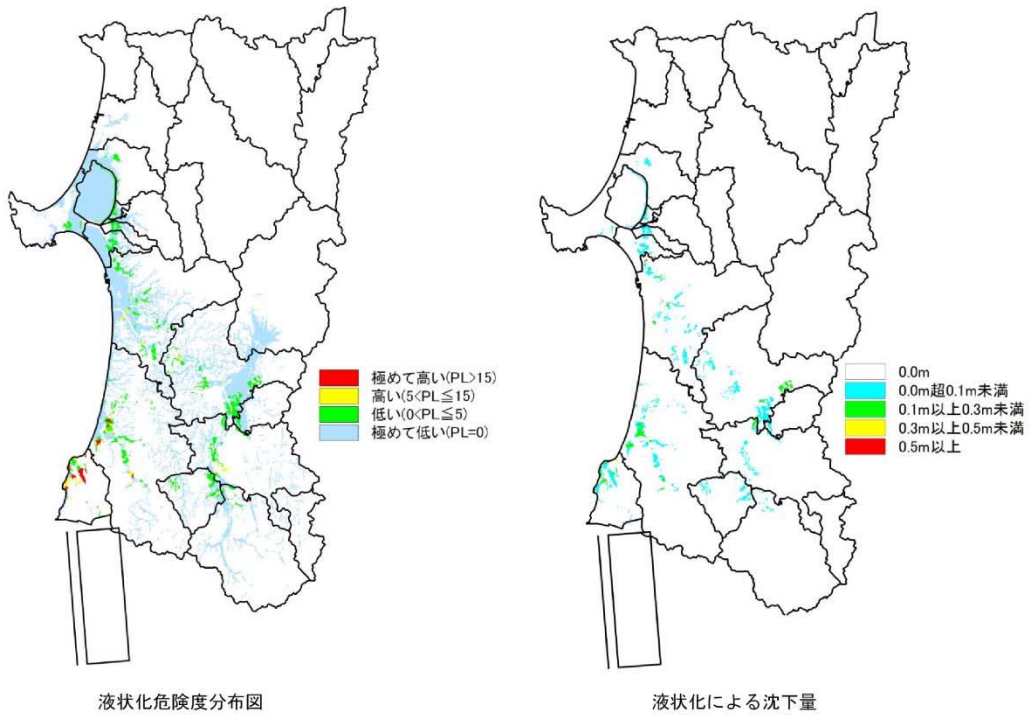 極めて高い(PL>15)
高い(5<PL≦15)
低い(0<PL≦5)
極めて低い(PL=0)
液状化危険度分布図
0.0m
0.0m超0.1m未満
0.1m以上0.3m未満
0.3m以上0.5m未満
0.5m以上
液状化による沈下量